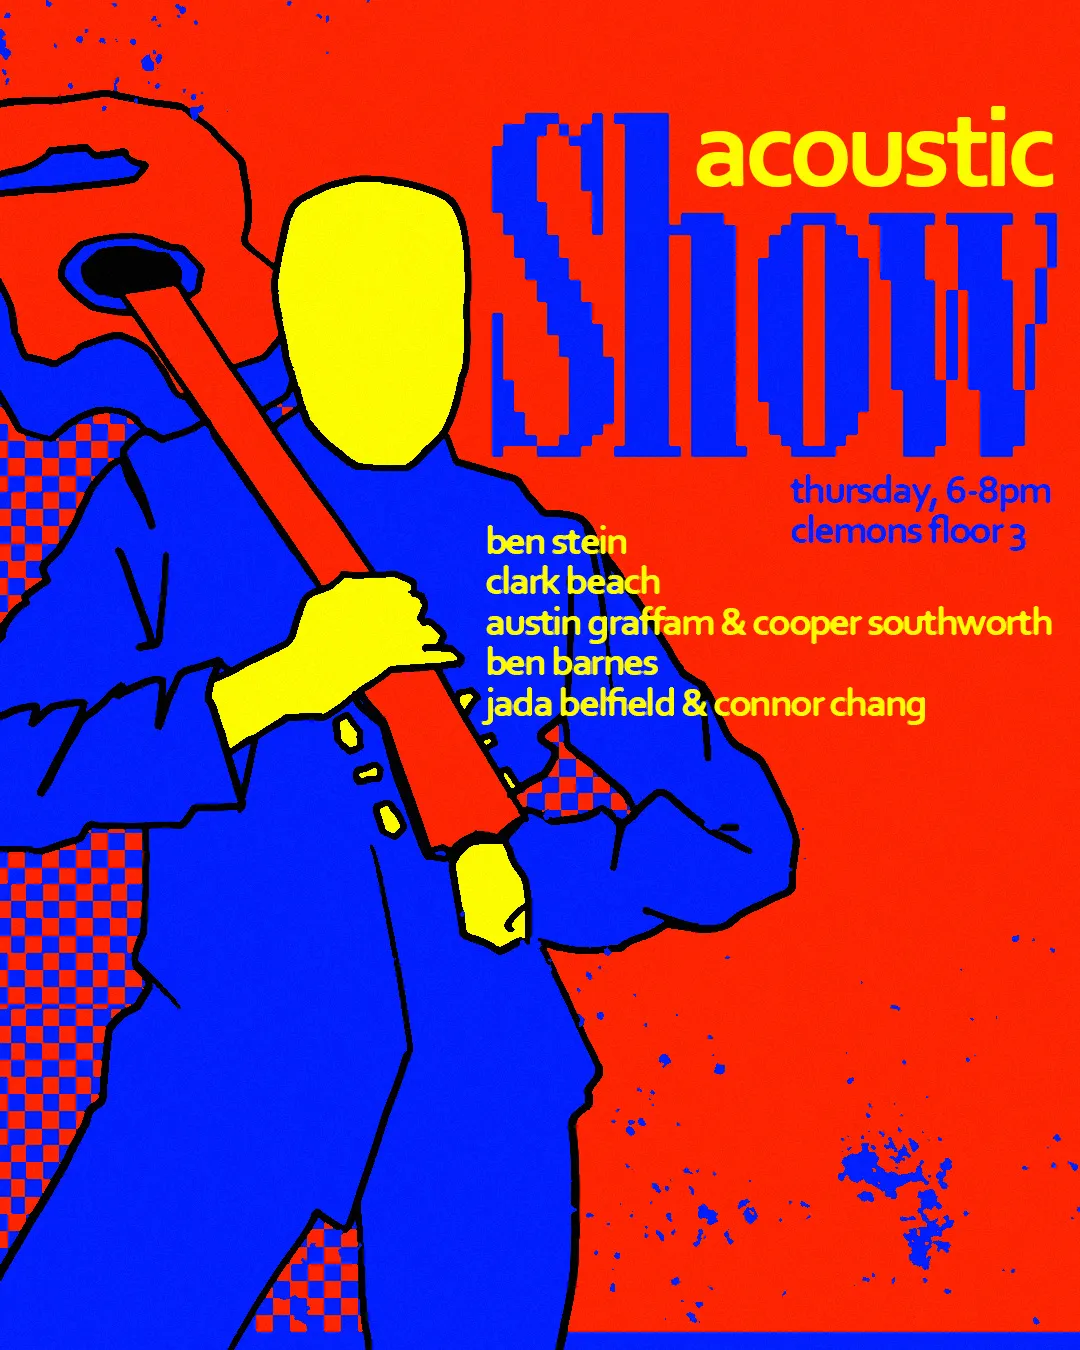 acoustic
Show
thursday, 6-8pm
clemons floor 3
ben stein
clark beach
austin graffam & cooper southworth
ben barnes
jada belfield & connor chang